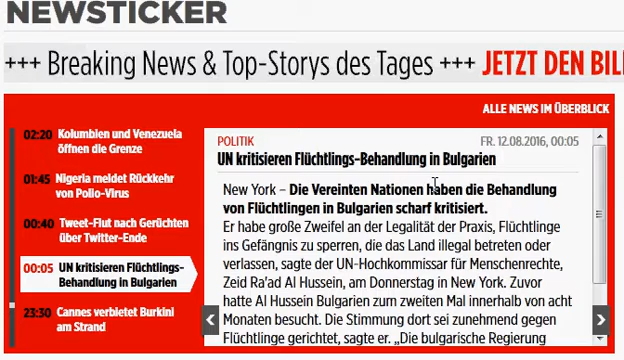 NEWSTICKER
+++ Breaking News & Top-Storys des Tages +++ JETZT DEN BIL
ALLE NEWS IM ÜBERBLICK
02:20 Kolumbien und Venezuela
öffnen die Grenze
01:45 Nigeria meldet Rückkehr
von Polio-Virus
00:40 Tweet-Flut nach Gerüchten
über Twitter-Ende
00:05 UN kritisieren Flüchtlings-
Behandlung in Bulgarien
23:30 Cannes verbietet Burkini
am Strand
POLITIK FR. 12.08.2016, 00:05
UN kritisieren Flüchtlings-Behandlung in Bulgarien
New York – Die Vereinten Nationen haben die Behandlung
von Flüchtlingen in Bulgarien scharf kritisiert.
Er habe große Zweifel an der Legalität der Praxis, Flüchtlinge
ins Gefängnis zu sperren, die das Land illegal betreten oder
verlassen, sagte der UN-Hochkommissar für Menschenrechte,
Zeid Ra'ad Al Hussein, am Donnerstag in New York. Zuvor
hatte Al Hussein Bulgarien zum zweiten Mal innerhalb von acht
Monaten besucht. Die Stimmung dort sei zunehmend gegen
Flüchtlinge gerichtet, sagte er. „Die bulgarische Regierung